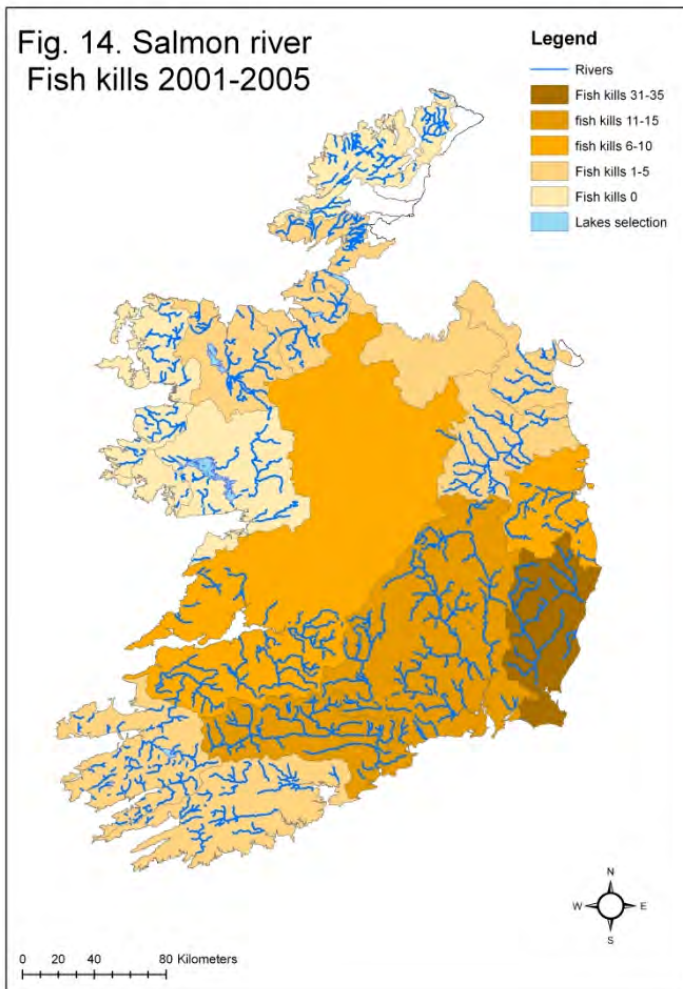 Fig. 14. Salmon river
Fish kills 2001-2005
Legend
Rivers
Fish kills 31-35
fish kills 11-15
fish kills 6-10
Fish kills 1-5
Fish kills 0
Lakes selection
N
W E
S
0 20 40 80 Kilometers